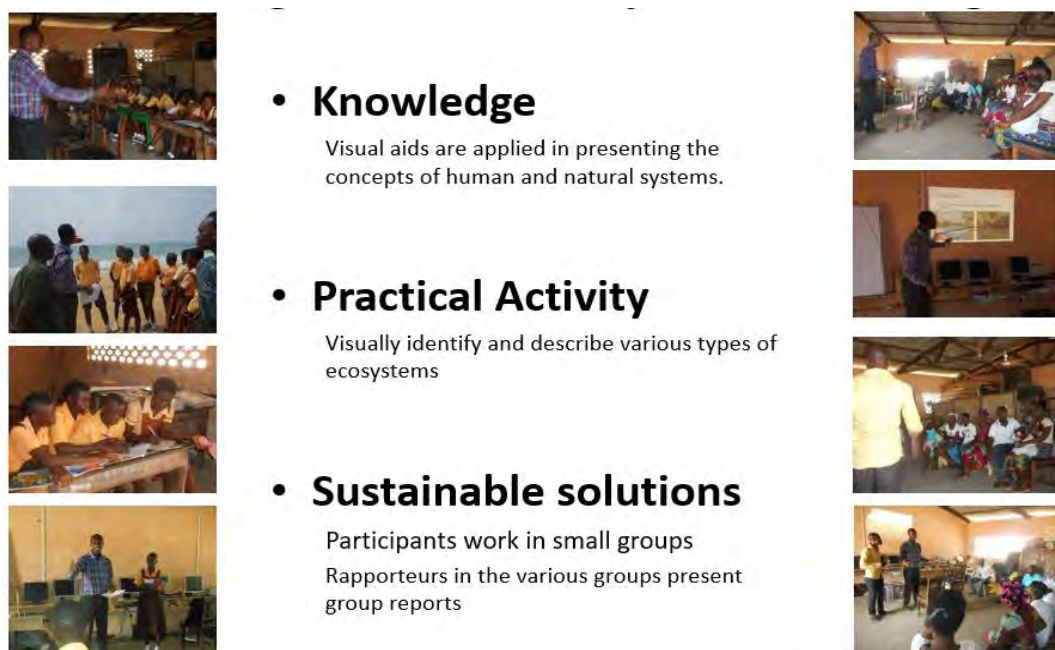 • Knowledge
Visual aids are applied in presenting the
concepts of human and natural systems.
• Practical Activity
Visually identify and describe various types of
ecosystems
• Sustainable solutions
Participants work in small groups
Rapporteurs in the various groups present
group reports